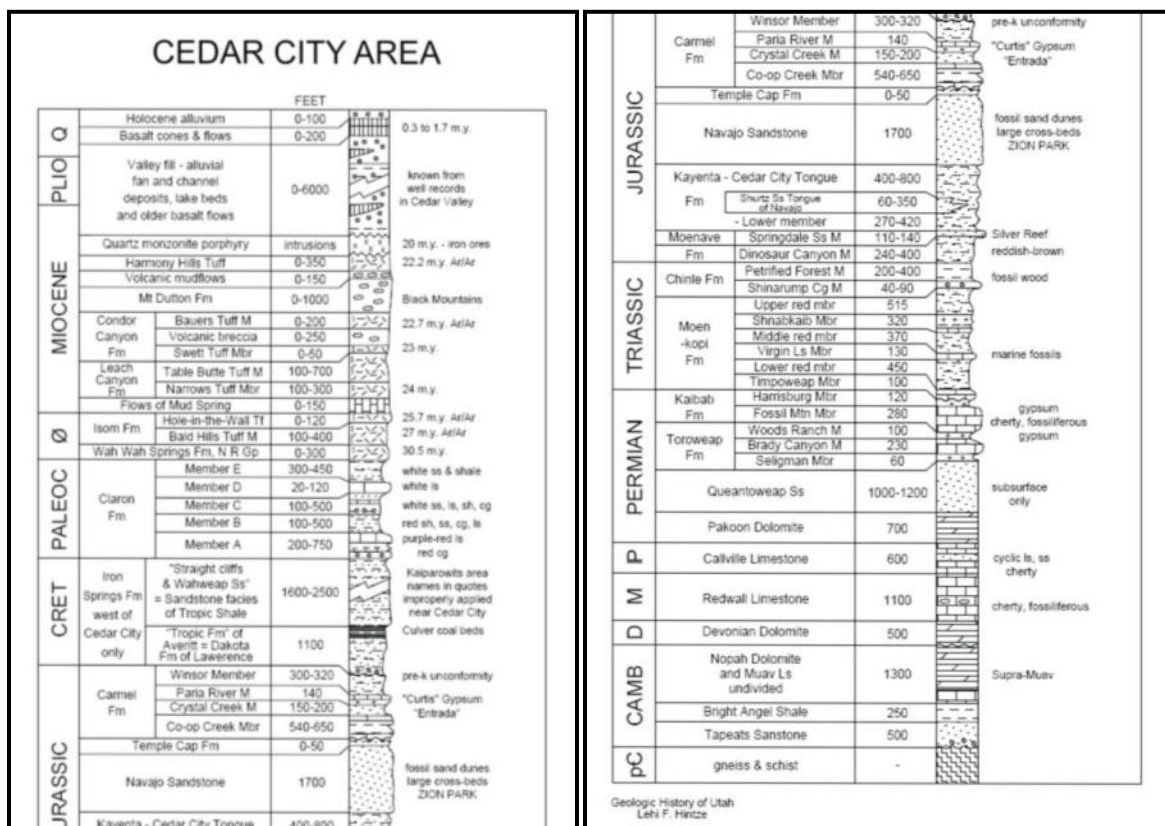 CEDAR CITY AREA
FEET
Q
Holocene alluvium 0-100
Basalt cones & flows 0-200 0.3 to 1.7 m.y.
PLIO
Valley fill - alluvial
fan and channel
deposits, lake beds
and older basalt flows
0-6000
known from
well records
in Cedar Valley
MIOCENE
Quartz monzonite porphyry intrusions 20 m.y. - iron ores
Harmony Hills Tuff 0-350 22.2 m.y. Ar/Ar
Volcanic mudflows 0-150
Mt Dutton Fm 0-1000 Black Mountains
Condor
Canyon
Fm
Bauers Tuff M 0-200 22.7 m.y. Ar/Ar
Volcanic breccia 0-250
Swett Tuff Mbr 0-50 23 m.y.
Leach
Canyon
Fm
Table Butte Tuff M 100-700
Narrows Tuff Mbr 100-300 24 m.y.
Flows of Mud Spring 0-150
Ø
Isom Fm
Hole-in-the-Wall Tf 0-120 25.7 m.y. Ar/Ar
Bald Hills Tuff M 100-400 27 m.y. Ar/Ar
Wah Wah Springs Fm, N R Gp 0-300 30.5 m.y.
PALEOC
Claron
Fm
Member E 300-450 white ss & shale
Member D 20-120 white ls
Member C 100-500 white ss, ls, sh, cg
Member B 100-500 red sh, ss, cg, ls
Member A 200-750 purple-red ls
red cg
CRET
Iron
Springs Fm
west of
Cedar City
only
"Straight cliffs
& Wahweap Ss"
= Sandstone facies
of Tropic Shale
1600-2500
Kaiparowits area
names in quotes
improperly applied
near Cedar City
"Tropic Fm" of
Averitt = Dakota
Fm of Lawerence
1100
Culver coal beds
Carmel
Fm
Winsor Member 300-320 pre-k unconformity
Paria River M 140 "Curtis" Gypsum
Crystal Creek M 150-200 "Entrada"
Co-op Creek Mbr 540-650
URASSIC
Temple Cap Fm 0-50
Navajo Sandstone 1700
fossil sand dunes
large cross-beds
ZION PARK
Kayenta - Cedar City Tongue 400-800
JURASSIC
Carmel
Fm
Winsor Member 300-320 pre-k unconformity
Paria River M 140 "Curtis" Gypsum
Crystal Creek M 150-200 "Entrada"
Co-op Creek Mbr 540-650
Temple Cap Fm 0-50
Navajo Sandstone 1700
fossil sand dunes
large cross-beds
ZION PARK
Kayenta - Cedar City Tongue 400-800
Fm
Shurtz Ss Tongue
of Navajo
60-350
- Lower member 270-420
Moenave
Fm
Springdale Ss M 110-140 Silver Reef
Dinosaur Canyon M 240-400 reddish-brown
TRIASSIC
Chinle Fm
Petrified Forest M 200-400 fossil wood
Shinarump Cg M 40-90
Moen
-kopi
Fm
Upper red mbr 515
Shnabkaib Mbr 320
Middle red mbr 370
Virgin Ls Mbr 130 marine fossils
Lower red mbr 450
Timpoweap Mbr 100
PERMIAN
Kaibab
Fm
Harrisburg Mbr 120 gypsum
Fossil Mtn Mbr 280 cherty, fossiliferous
Toroweap
Fm
Woods Ranch M 100 gypsum
Brady Canyon M 230
Seligman Mbr 60
Queantoweap Ss 1000-1200 subsurface
only
Pakoon Dolomite 700
P
Callville Limestone 600 cyclic ls, ss
cherty
M
Redwall Limestone 1100 cherty, fossiliferous
D
Devonian Dolomite 500
CAMB
Nopah Dolomite
and Muav Ls
undivided
1300
Supra-Muav
Bright Angel Shale 250
Tapeats Sanstone 500
pC
gneiss & schist -
Geologic History of Utah
Lehi F. Hintze